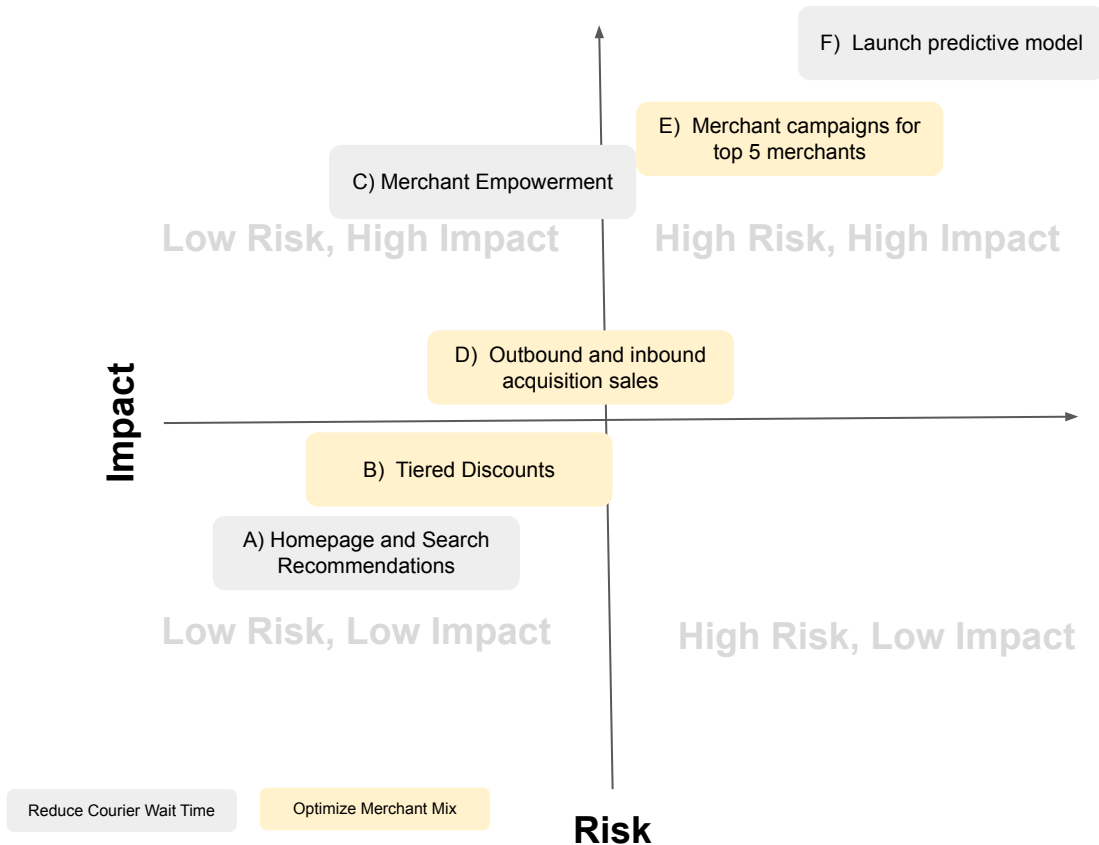 F) Launch predictive model
E) Merchant campaigns for
top 5 merchants
C) Merchant Empowerment
Low Risk, High Impact
High Risk, High Impact
D) Outbound and inbound
acquisition sales
Impact
B) Tiered Discounts
A) Homepage and Search
Recommendations
Low Risk, Low Impact
High Risk, Low Impact
Reduce Courier Wait Time
Optimize Merchant Mix
Risk